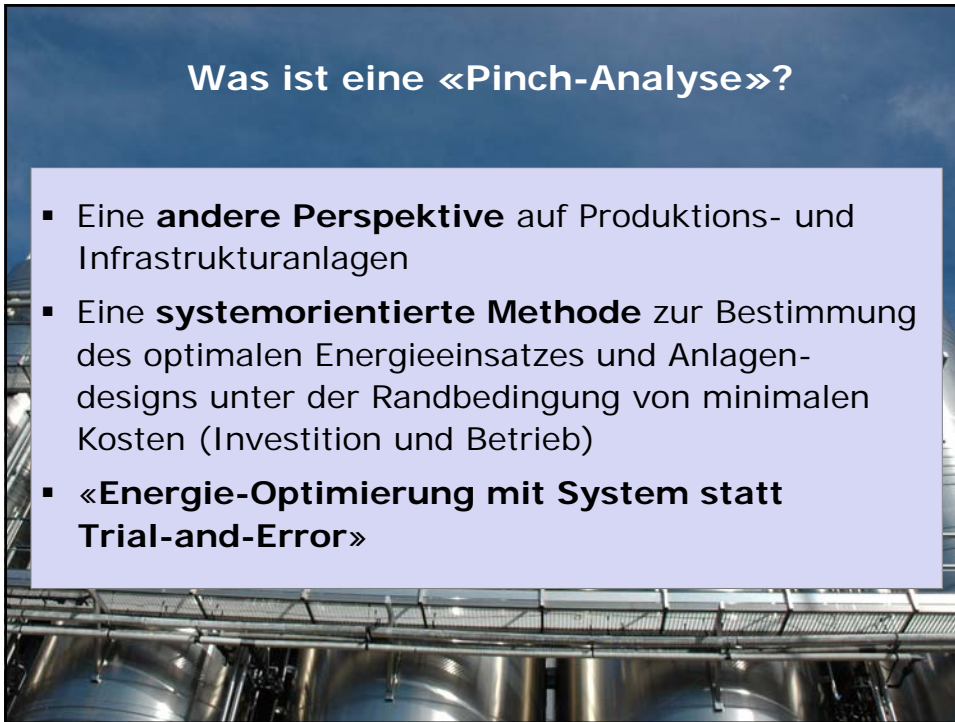 Was ist eine «Pinch-Analyse»?
▪ Eine andere Perspektive auf Produktions- und
Infrastrukturanlagen
▪ Eine systemorientierte Methode zur Bestimmung
des optimalen Energieeinsatzes und Anlagen-
designs unter der Randbedingung von minimalen
Kosten (Investition und Betrieb)
▪ «Energie-Optimierung mit System statt
Trial-and-Error»